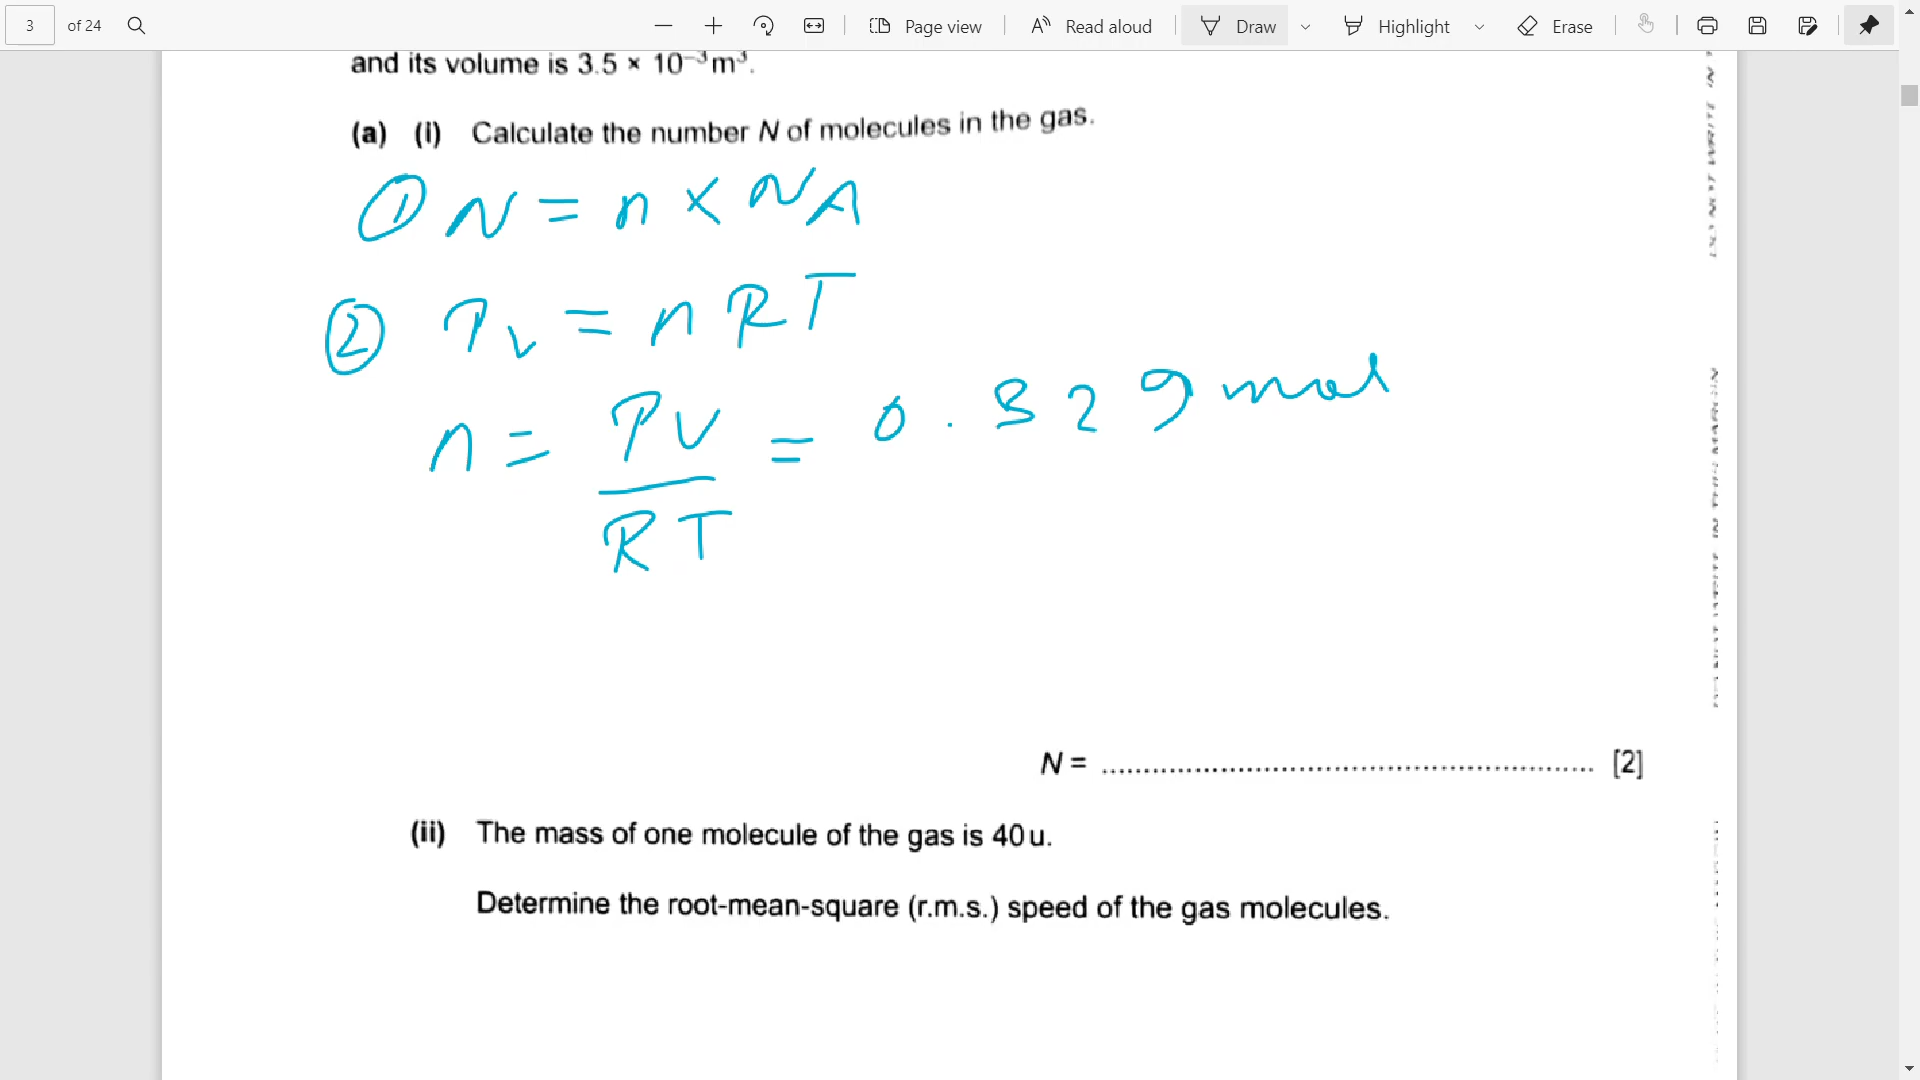 3 of 24 Page view Read aloud Draw Highlight Erase
and its volume is 3.5 × 10⁻³ m³.
(a) (i) Calculate the number N of molecules in the gas.
① N = n × NA
② PV = n R T
n = PV / RT = 0.329 mol
N = .......................................................... [2]
(ii) The mass of one molecule of the gas is 40 u.
Determine the root-mean-square (r.m.s.) speed of the gas molecules.